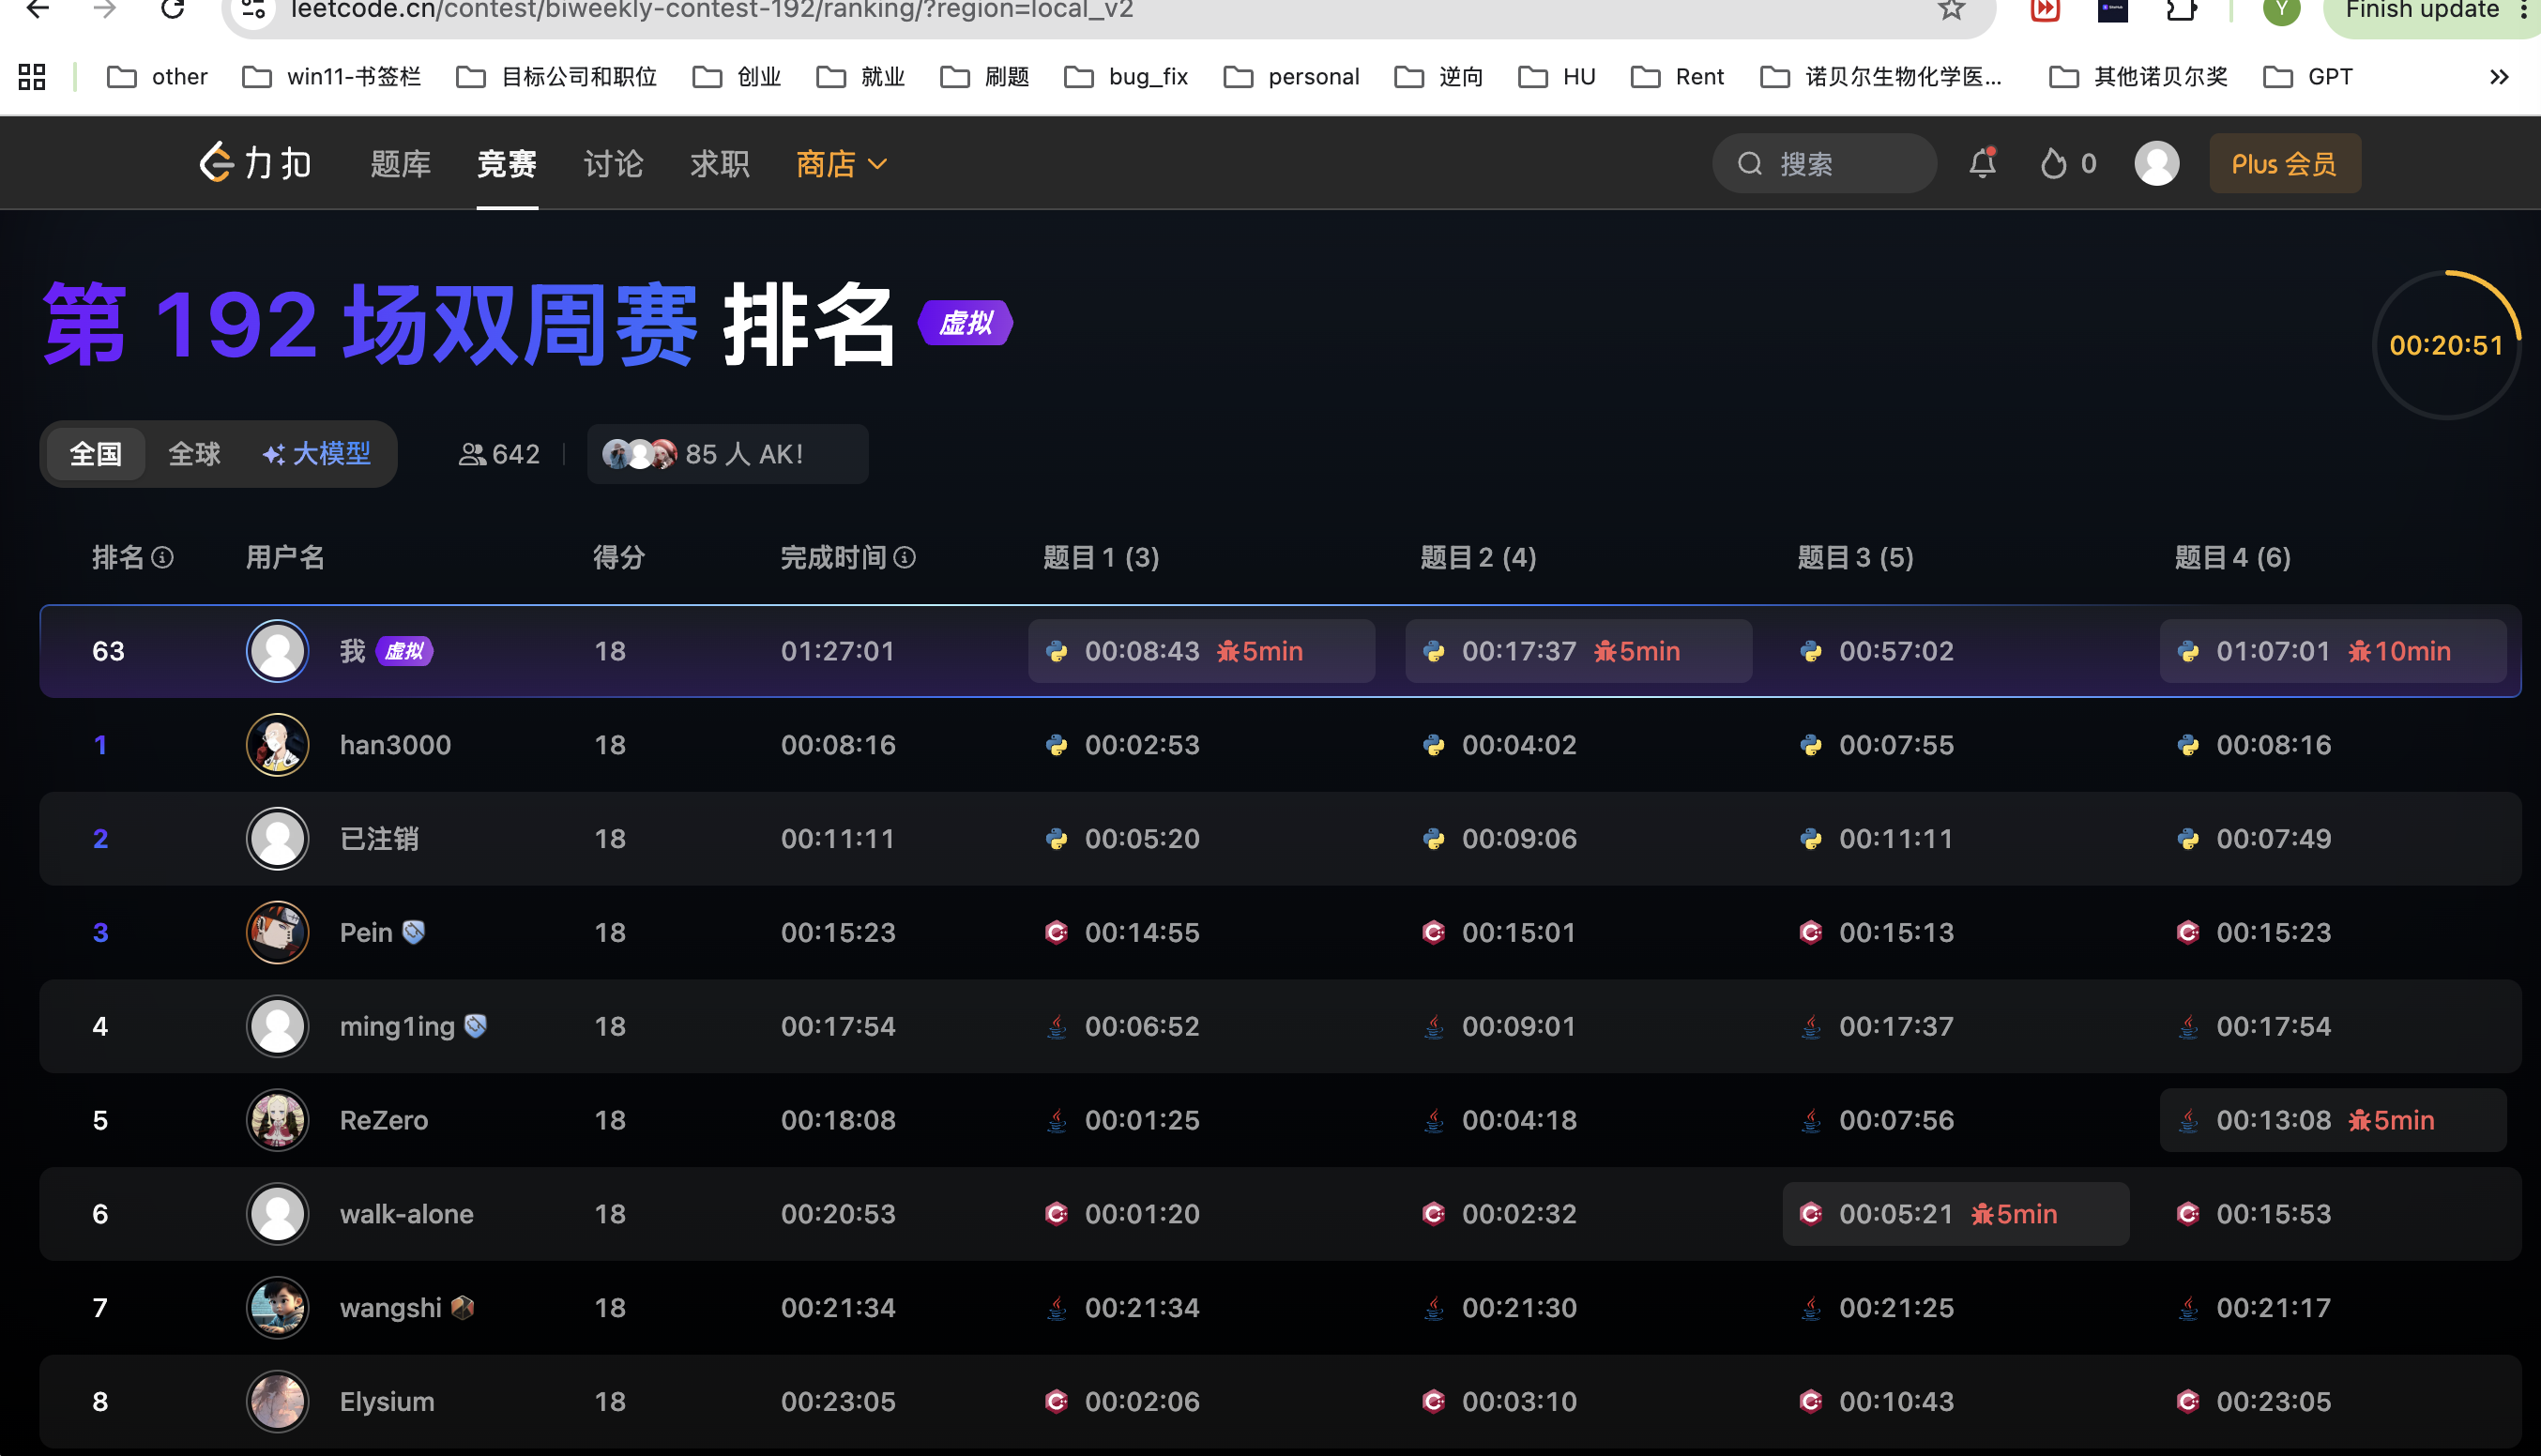 leetcode.cn/contest/biweekly-contest-192/ranking/?region=local_v2 Y Finish update
other win11-书签栏 目标公司和职位 创业 就业 刷题 bug_fix personal 逆向 HU Rent 诺贝尔生物化学医... 其他诺贝尔奖 GPT
力扣 题库 竞赛 讨论 求职 商店 搜索 0 Plus 会员
第 192 场双周赛 排名 虚拟
00:20:51
全国 全球 大模型 642 85 人 AK!
排名 用户名 得分 完成时间 题目 1 (3) 题目 2 (4) 题目 3 (5) 题目 4 (6)
63 我 虚拟 18 01:27:01 00:08:43 5min 00:17:37 5min 00:57:02 01:07:01 10min
1 han3000 18 00:08:16 00:02:53 00:04:02 00:07:55 00:08:16
2 已注销 18 00:11:11 00:05:20 00:09:06 00:11:11 00:07:49
3 Pein 18 00:15:23 00:14:55 00:15:01 00:15:13 00:15:23
4 ming1ing 18 00:17:54 00:06:52 00:09:01 00:17:37 00:17:54
5 ReZero 18 00:18:08 00:01:25 00:04:18 00:07:56 00:13:08 5min
6 walk-alone 18 00:20:53 00:01:20 00:02:32 00:05:21 5min 00:15:53
7 wangshi 18 00:21:34 00:21:34 00:21:30 00:21:25 00:21:17
8 Elysium 18 00:23:05 00:02:06 00:03:10 00:10:43 00:23:05